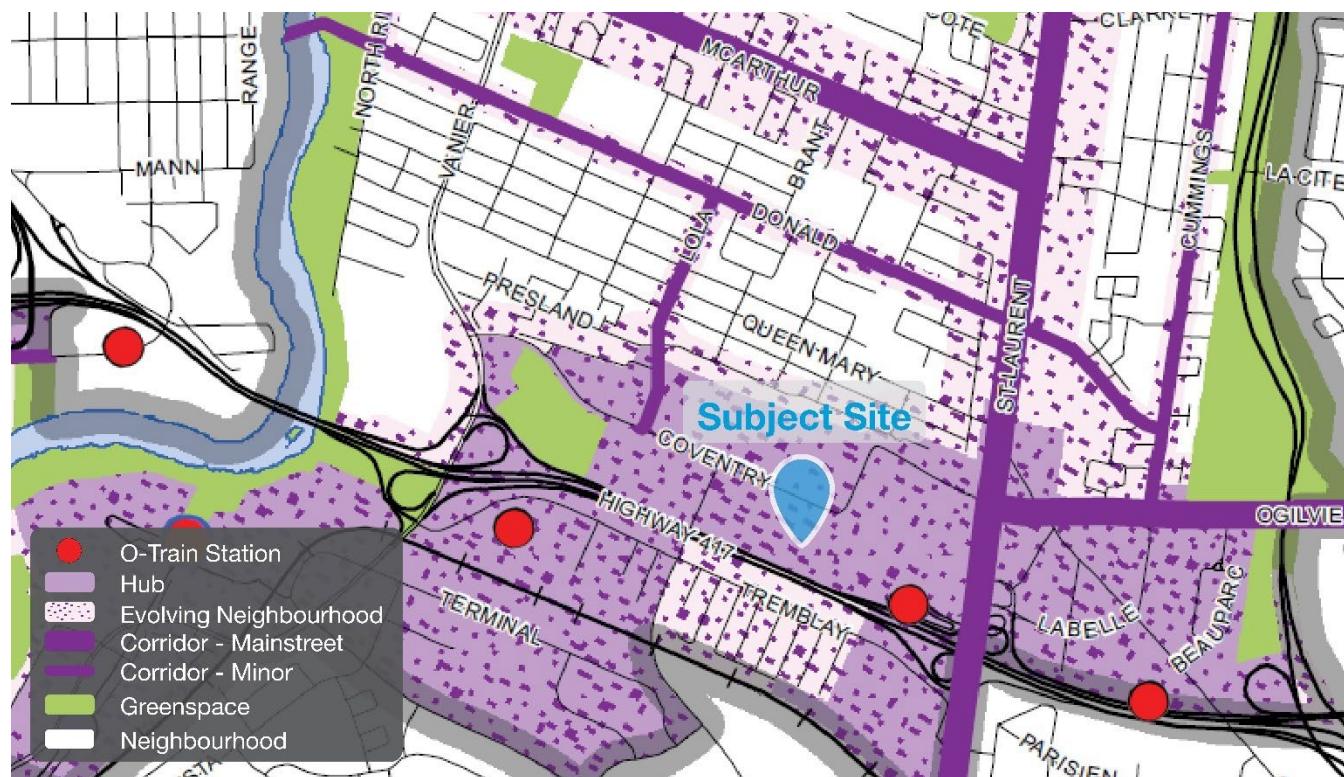 RANGE
NORTH RI
MCARTHUR
COTE
CLARKE
MANN
VANIER
BRANT
CUMMINGS
LA CITE
LOLA
DONALD
PRESLAND
QUEEN MARY
ST-LAURENT
Subject Site
COVENTRY
HIGHWAY 417
OGILVIE
TREMBLAY
TERMINAL
LABELLE
BEAUPARC
PARISIEN
O-Train Station
Hub
Evolving Neighbourhood
Corridor - Mainstreet
Corridor - Minor
Greenspace
Neighbourhood